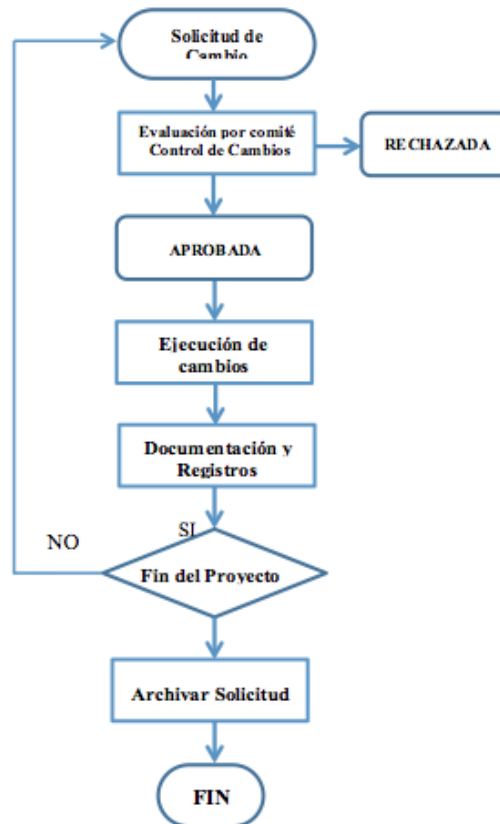 Solicitud de
Cambio
Evaluación por comité
Control de Cambios
RECHAZADA
APROBADA
Ejecución de
cambios
Documentación y
Registros
SI
NO
Fin del Proyecto
Archivar Solicitud
FIN